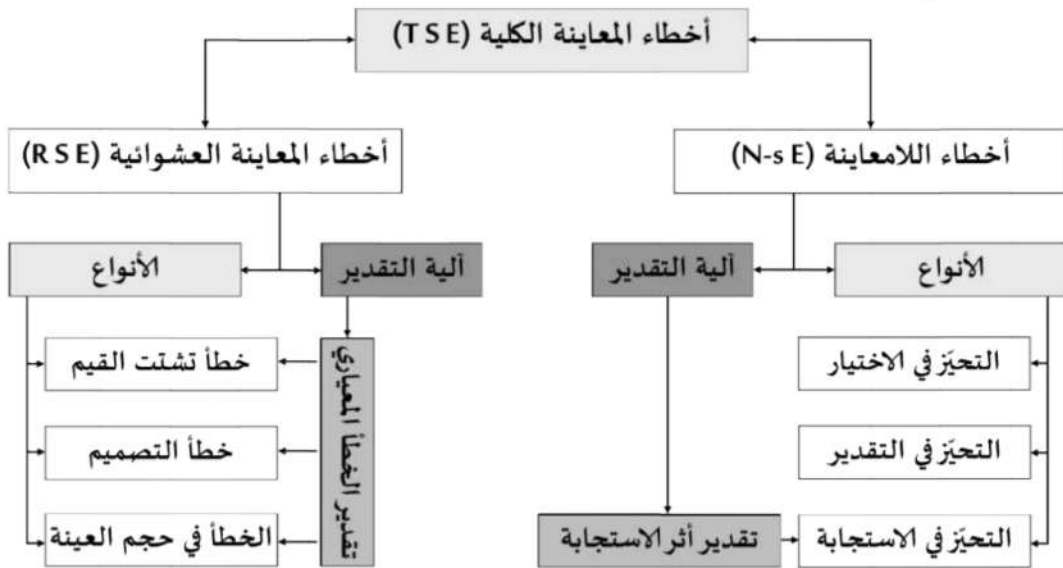 أخطاء المعاينة الكلية (TSE)
أخطاء اللامعاينة (N-sE)
أخطاء المعاينة العشوائية (RSE)
الأنواع
آلية التقدير
آلية التقدير
الأنواع
التحيّز في الاختيار
التحيّز في التقدير
التحيّز في الاستجابة
تقدير أثر الاستجابة
تقدير الخطأ المعياري
خطأ تشتت القيم
خطأ التصميم
الخطأ في حجم العينة